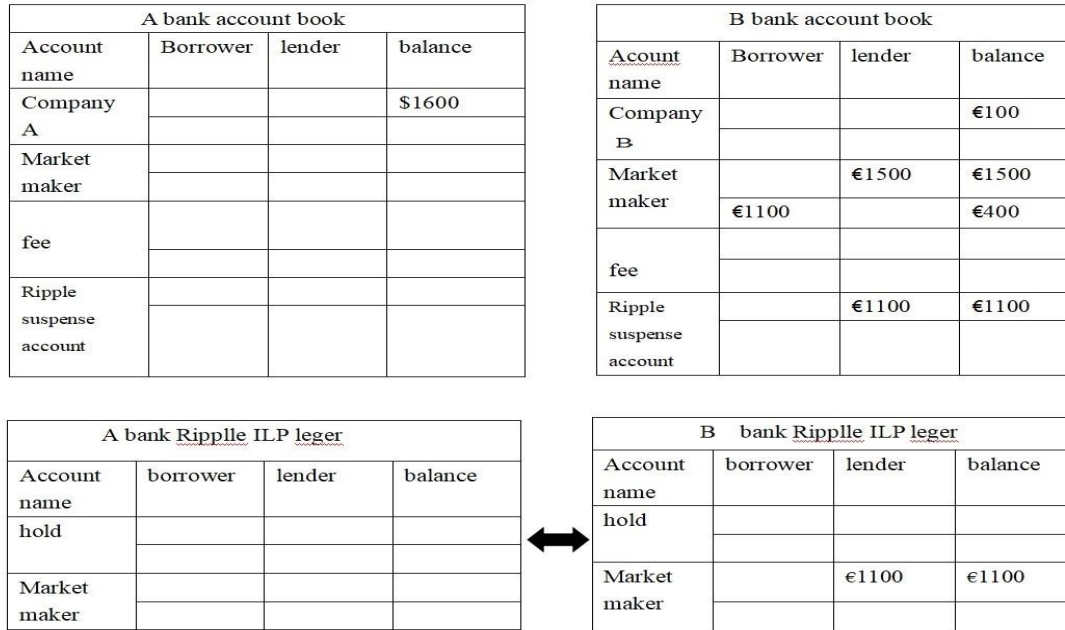 A bank account book
Account name Borrower lender balance
Company A $1600
Market maker
fee
Ripple suspense account
B bank account book
Acount name Borrower lender balance
Company B €100
Market maker €1500 €1500
€1100 €400
fee
Ripple suspense account €1100 €1100
A bank Ripplle ILP leger
Account name borrower lender balance
hold
Market maker
B bank Ripplle ILP leger
Account name borrower lender balance
hold
Market maker €1100 €1100